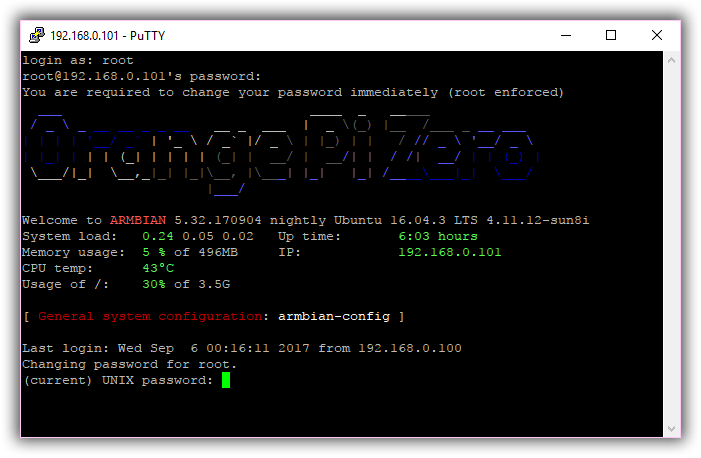 192.168.0.101 - PuTTY
login as: root
root@192.168.0.101's password:
You are required to change your password immediately (root enforced)
Orange Pi Zero
Welcome to ARMBIAN 5.32.170904 nightly Ubuntu 16.04.3 LTS 4.11.12-sun8i
System load: 0.24 0.05 0.02 Up time: 6:03 hours
Memory usage: 5 % of 496MB IP: 192.168.0.101
CPU temp: 43°C
Usage of /: 30% of 3.5G
[ General system configuration: armbian-config ]
Last login: Wed Sep 6 00:16:11 2017 from 192.168.0.100
Changing password for root.
(current) UNIX password: